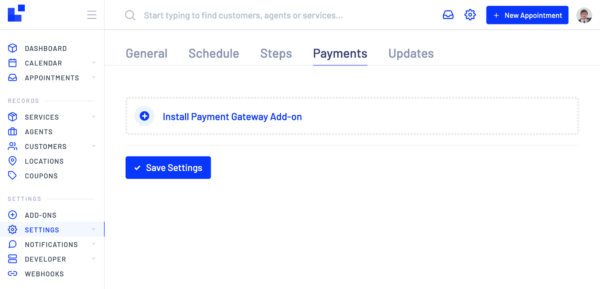 Start typing to find customers, agents or services...
+ New Appointment
DASHBOARD
CALENDAR
APPOINTMENTS
RECORDS
SERVICES
AGENTS
CUSTOMERS
LOCATIONS
COUPONS
SETTINGS
ADD-ONS
SETTINGS
NOTIFICATIONS
DEVELOPER
WEBHOOKS
General Schedule Steps Payments Updates
Install Payment Gateway Add-on
Save Settings